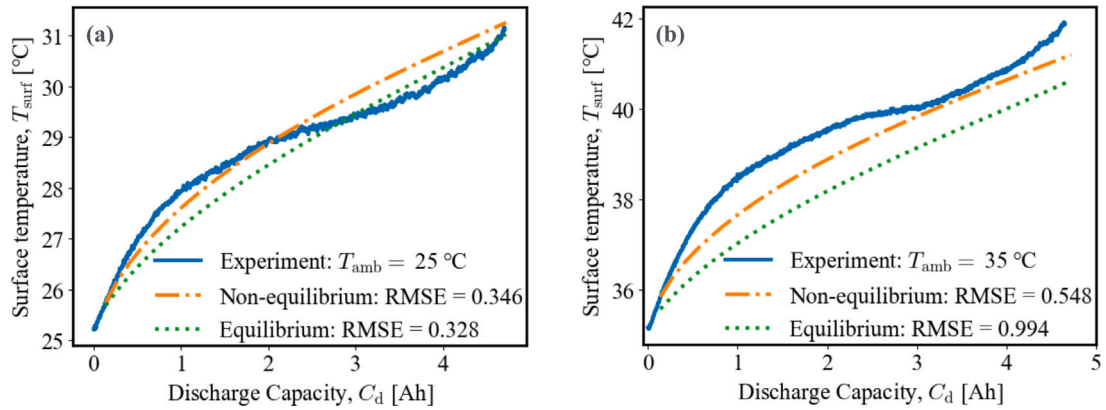 (a)
Surface temperature, T_surf [°C]
31
30
29
28
27
26
25
Experiment: T_amb = 25 °C
Non-equilibrium: RMSE = 0.346
Equilibrium: RMSE = 0.328
0 1 2 3 4
Discharge Capacity, C_d [Ah]
(b)
Surface temperature, T_surf [°C]
42
40
38
36
Experiment: T_amb = 35 °C
Non-equilibrium: RMSE = 0.548
Equilibrium: RMSE = 0.994
0 1 2 3 4 5
Discharge Capacity, C_d [Ah]